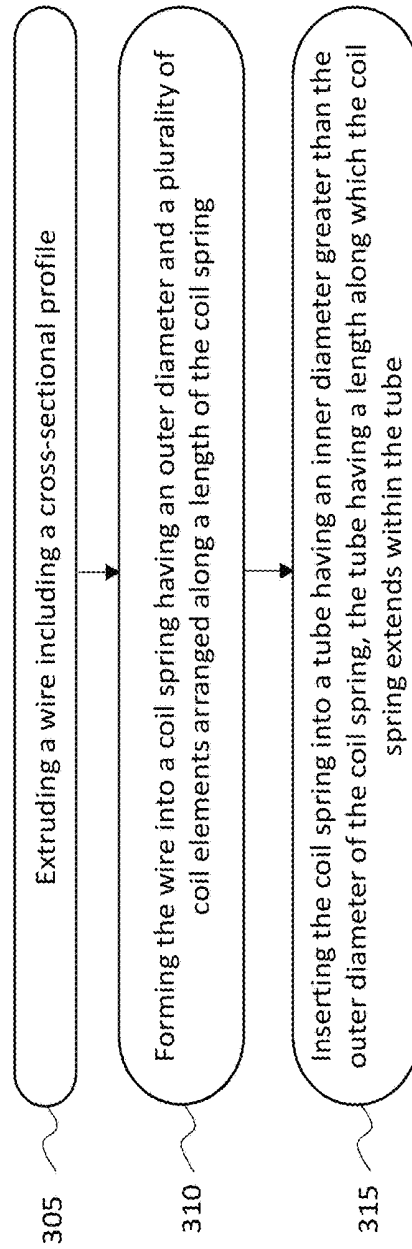 Extruding a wire including a cross-sectional profile
305
Forming the wire into a coil spring having an outer diameter and a plurality of
coil elements arranged along a length of the coil spring
310
Inserting the coil spring into a tube having an inner diameter greater than the
outer diameter of the coil spring, the tube having a length along which the coil
spring extends within the tube
315